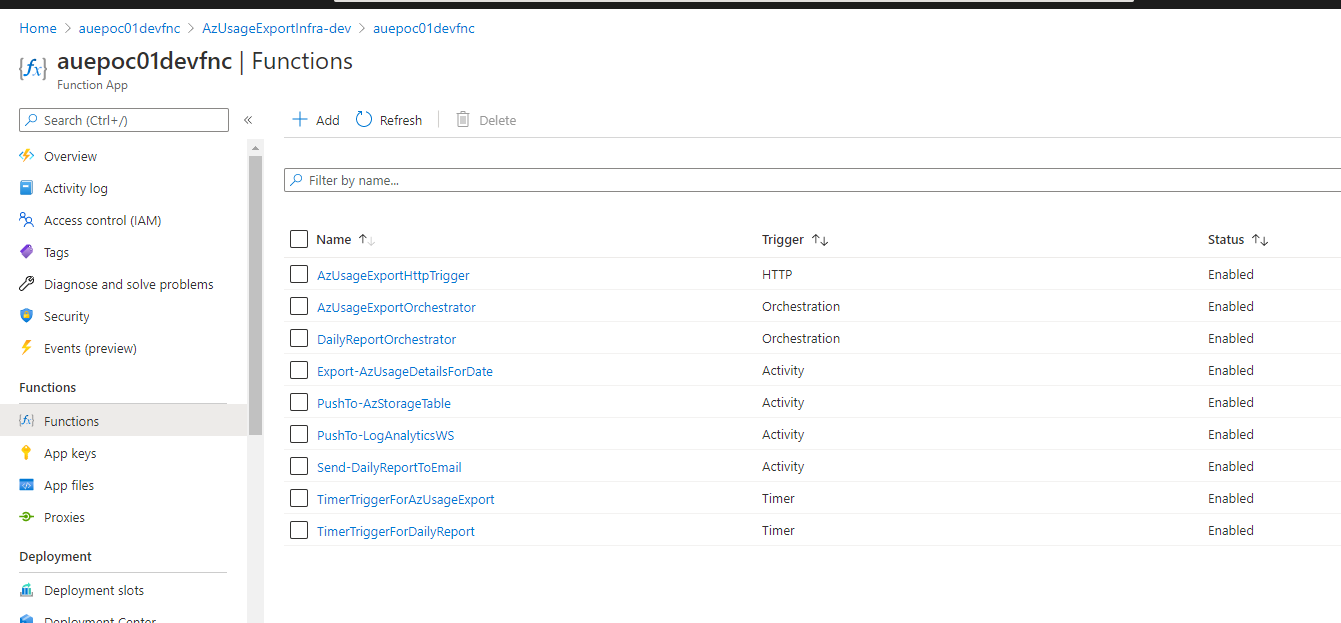 Home > auepoc01devfnc > AzUsageExportInfra-dev > auepoc01devfnc
auepoc01devfnc | Functions
Function App
Search (Ctrl+/)
«
Overview
Activity log
Access control (IAM)
Tags
Diagnose and solve problems
Security
Events (preview)
Functions
Functions
App keys
App files
Proxies
Deployment
Deployment slots
Deployment Center
Add Refresh Delete
Filter by name...
Name ↑↓ Trigger ↑↓ Status ↑↓
AzUsageExportHttpTrigger HTTP Enabled
AzUsageExportOrchestrator Orchestration Enabled
DailyReportOrchestrator Orchestration Enabled
Export-AzUsageDetailsForDate Activity Enabled
PushTo-AzStorageTable Activity Enabled
PushTo-LogAnalyticsWS Activity Enabled
Send-DailyReportToEmail Activity Enabled
TimerTriggerForAzUsageExport Timer Enabled
TimerTriggerForDailyReport Timer Enabled